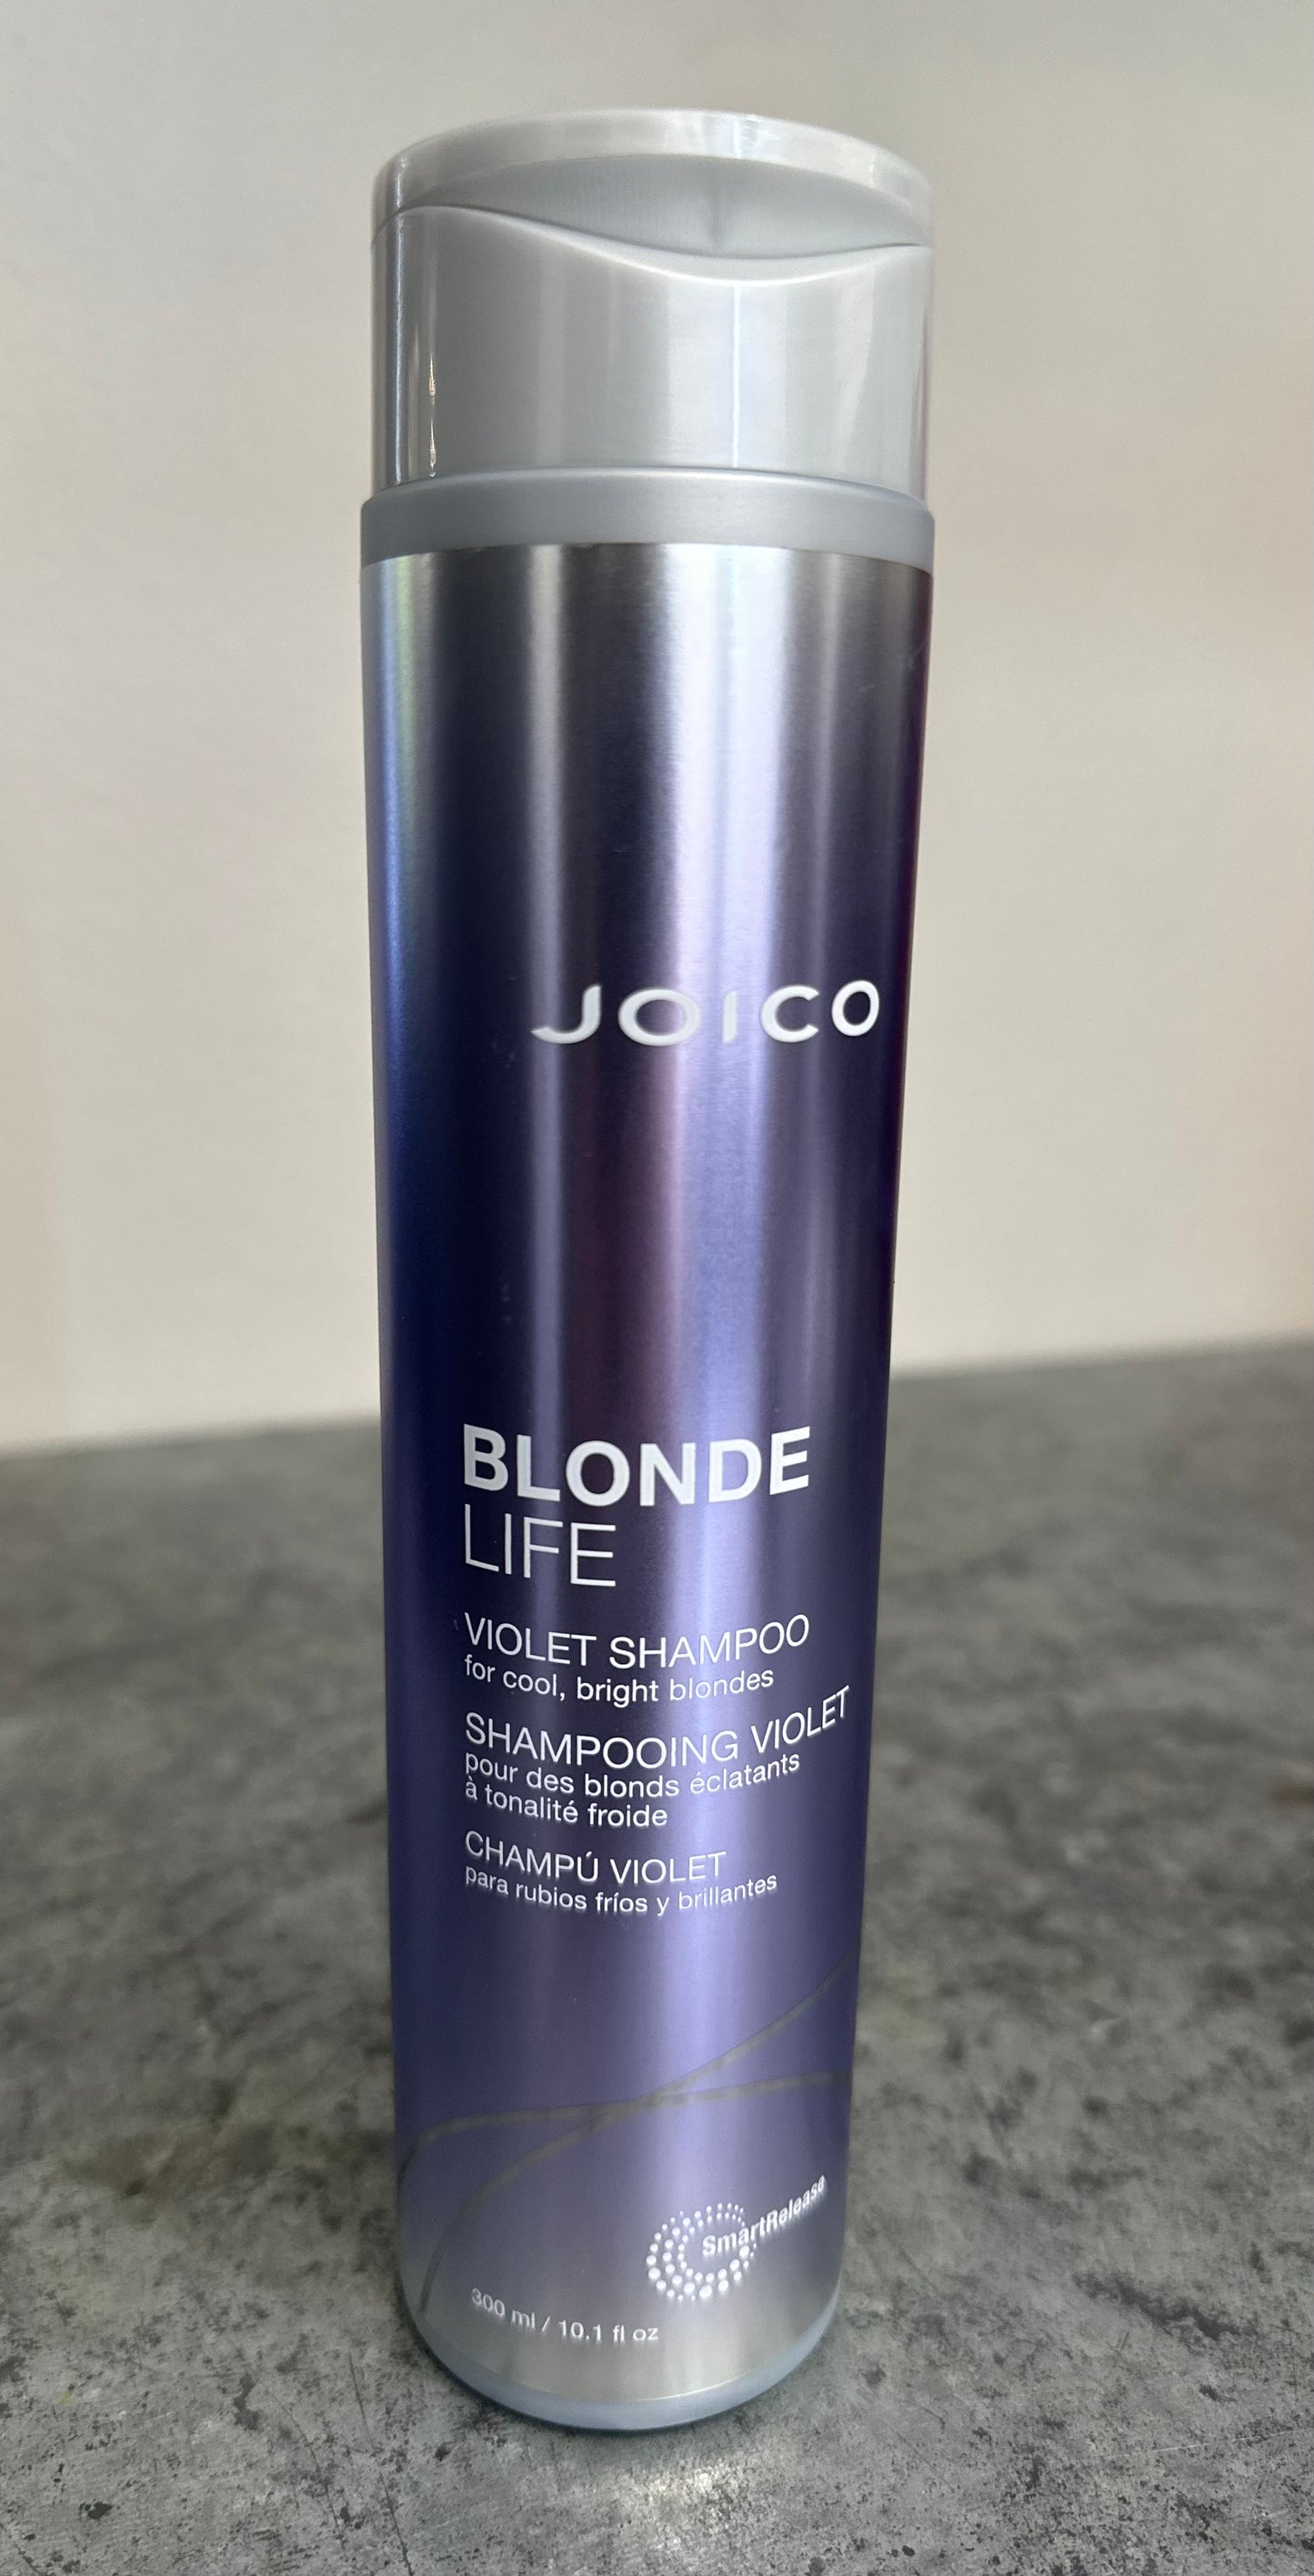 JOICO
BLONDE
LIFE
VIOLET SHAMPOO
for cool, bright blondes
SHAMPOOING VIOLET
pour des blonds éclatants
à tonalité froide
CHAMPÚ VIOLET
para rubios fríos y brillantes
SmartRelease
300 ml / 10.1 fl oz